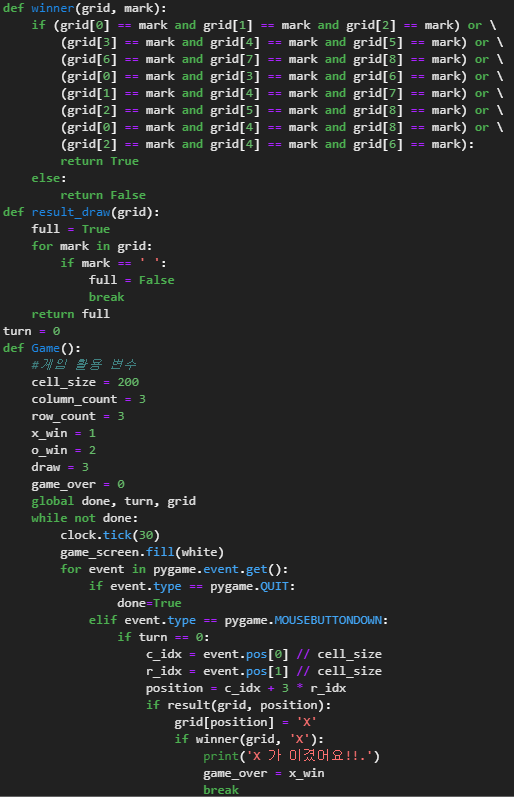 def winner(grid, mark):
    if (grid[0] == mark and grid[1] == mark and grid[2] == mark) or \
        (grid[3] == mark and grid[4] == mark and grid[5] == mark) or \
        (grid[6] == mark and grid[7] == mark and grid[8] == mark) or \
        (grid[0] == mark and grid[3] == mark and grid[6] == mark) or \
        (grid[1] == mark and grid[4] == mark and grid[7] == mark) or \
        (grid[2] == mark and grid[5] == mark and grid[8] == mark) or \
        (grid[0] == mark and grid[4] == mark and grid[8] == mark) or \
        (grid[2] == mark and grid[4] == mark and grid[6] == mark):
        return True
    else:
        return False
def result_draw(grid):
    full = True
    for mark in grid:
        if mark == ' ':
            full = False
            break
    return full
turn = 0
def Game():
    #게임 활용 변수
    cell_size = 200
    column_count = 3
    row_count = 3
    x_win = 1
    o_win = 2
    draw = 3
    game_over = 0
    global done, turn, grid
    while not done:
        clock.tick(30)
        game_screen.fill(white)
        for event in pygame.event.get():
            if event.type == pygame.QUIT:
                done=True
            elif event.type == pygame.MOUSEBUTTONDOWN:
                if turn == 0:
                    c_idx = event.pos[0] // cell_size
                    r_idx = event.pos[1] // cell_size
                    position = c_idx + 3 * r_idx
                    if result(grid, position):
                        grid[position] = 'X'
                        if winner(grid, 'X'):
                            print('X 가 이겼어요!!.')
                            game_over = x_win
                            break